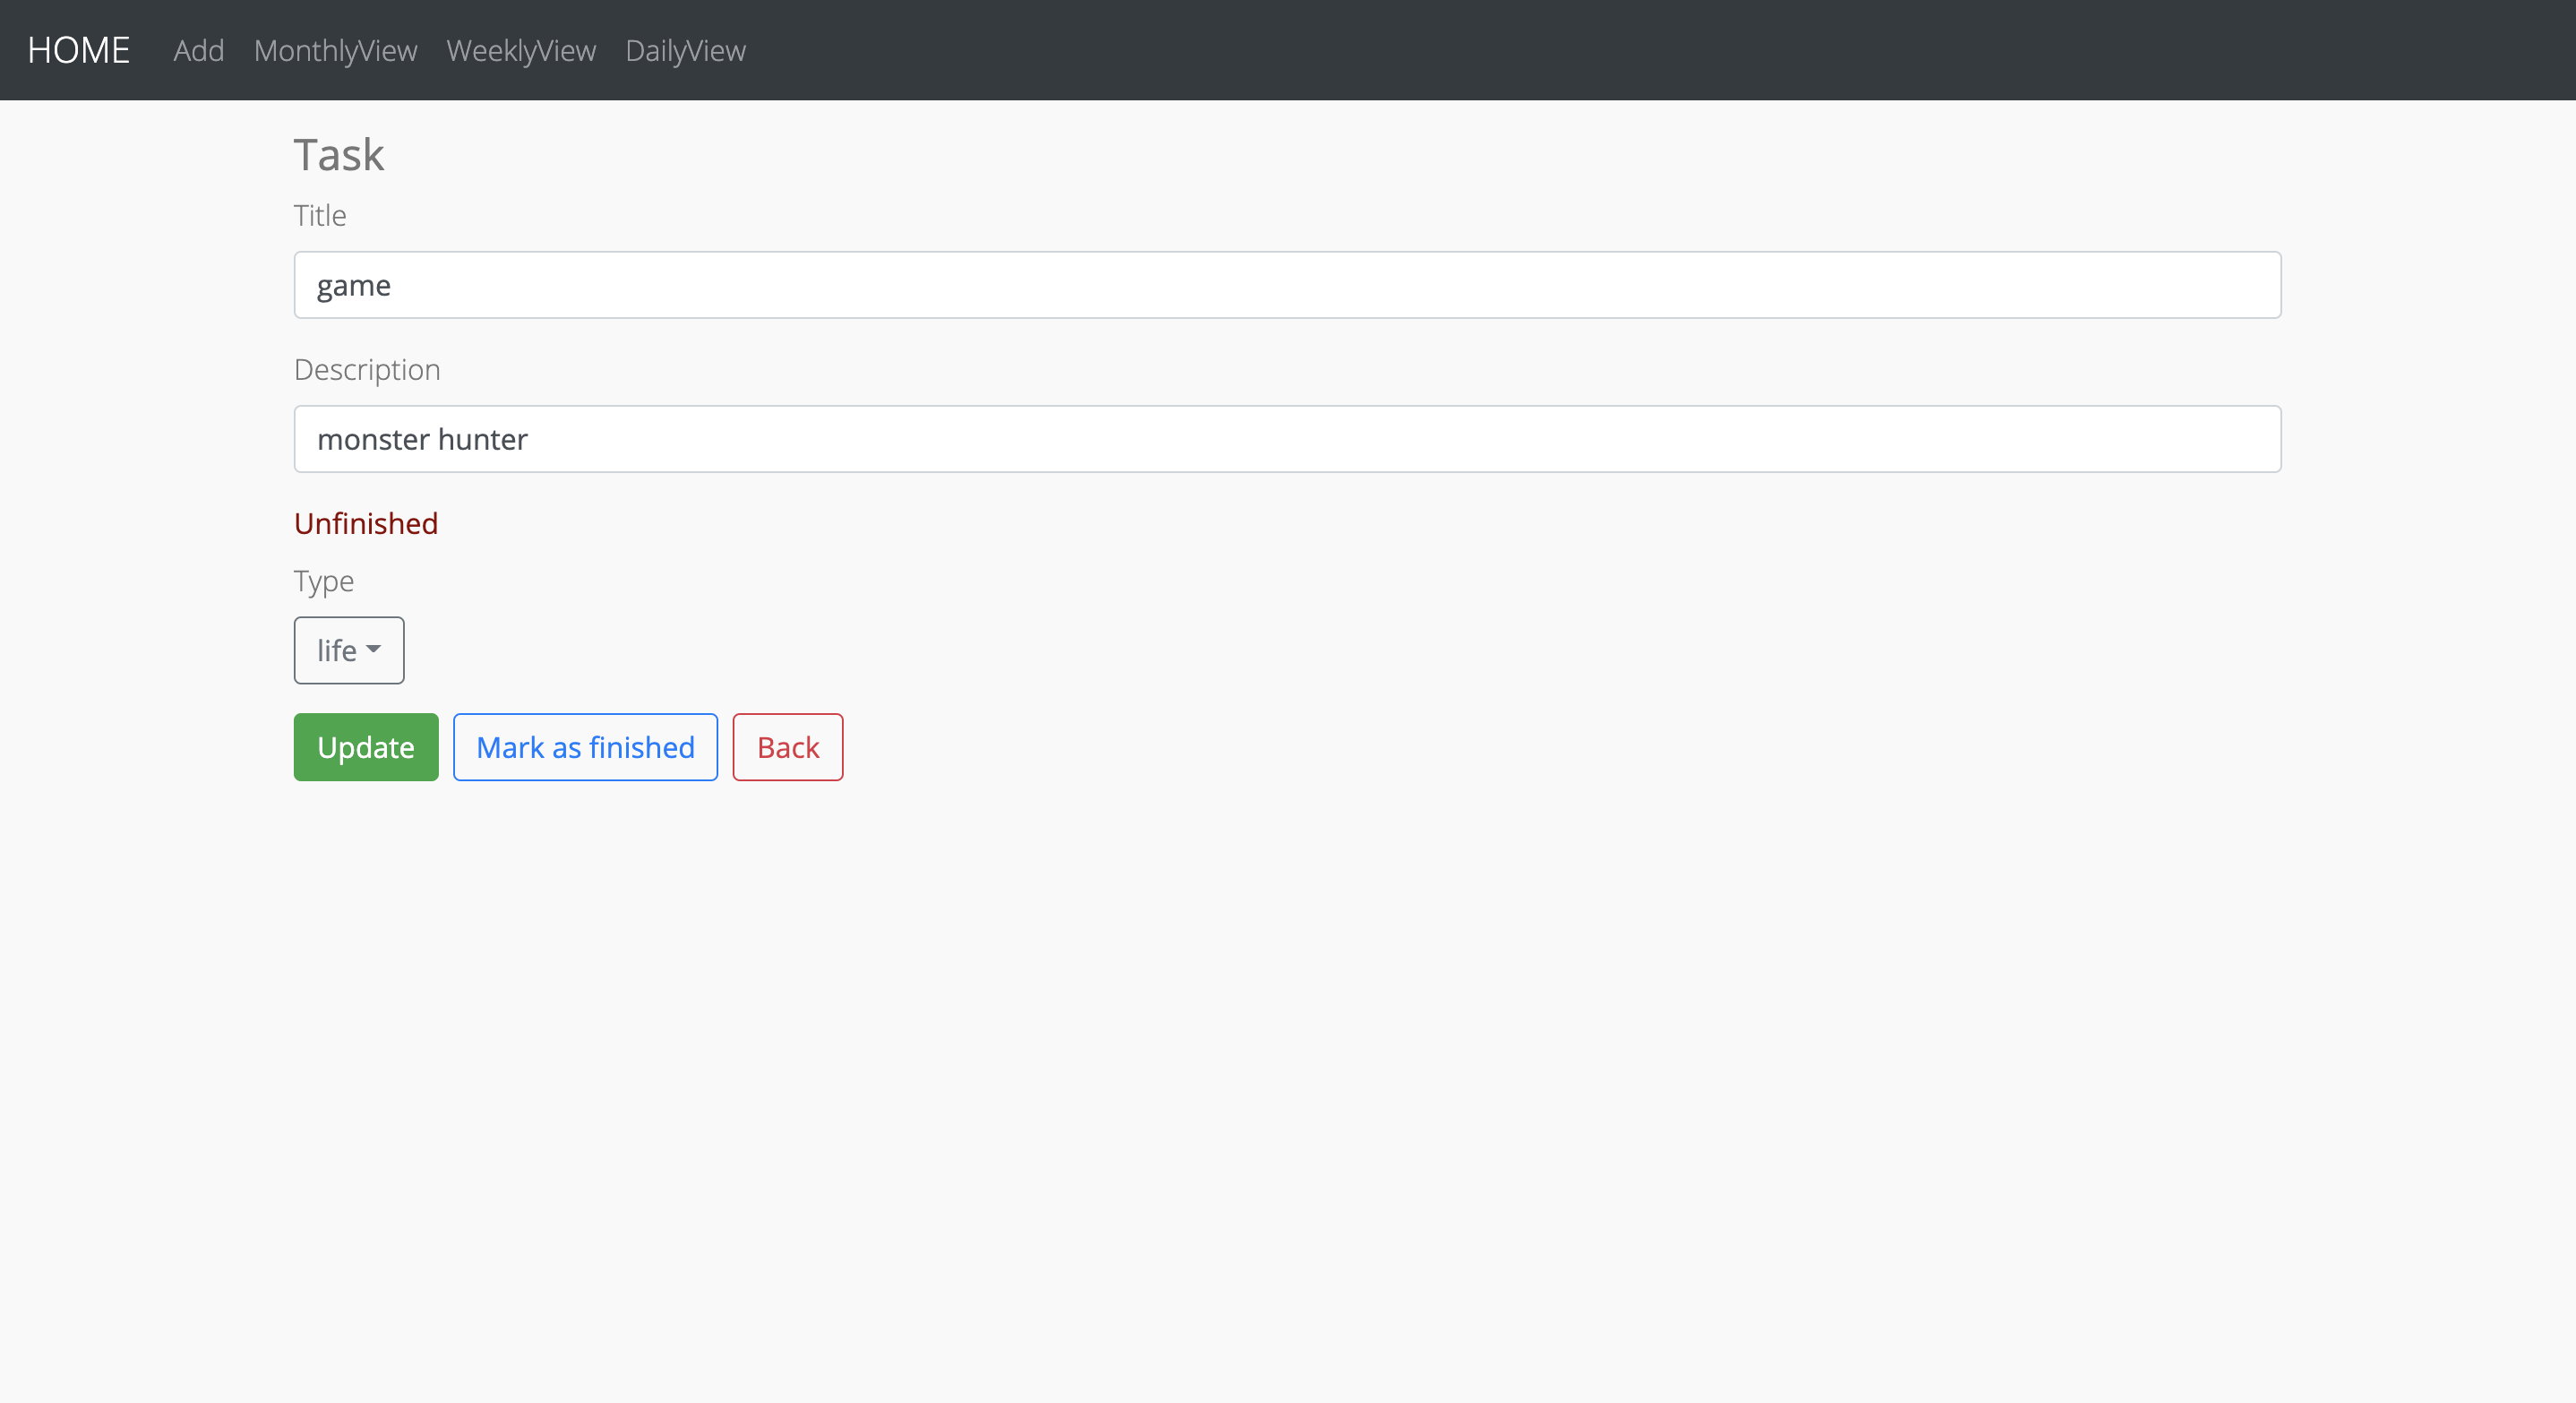 HOME Add MonthlyView WeeklyView DailyView
Task
Title
game
Description
monster hunter
Unfinished
Type
life
Update Mark as finished Back